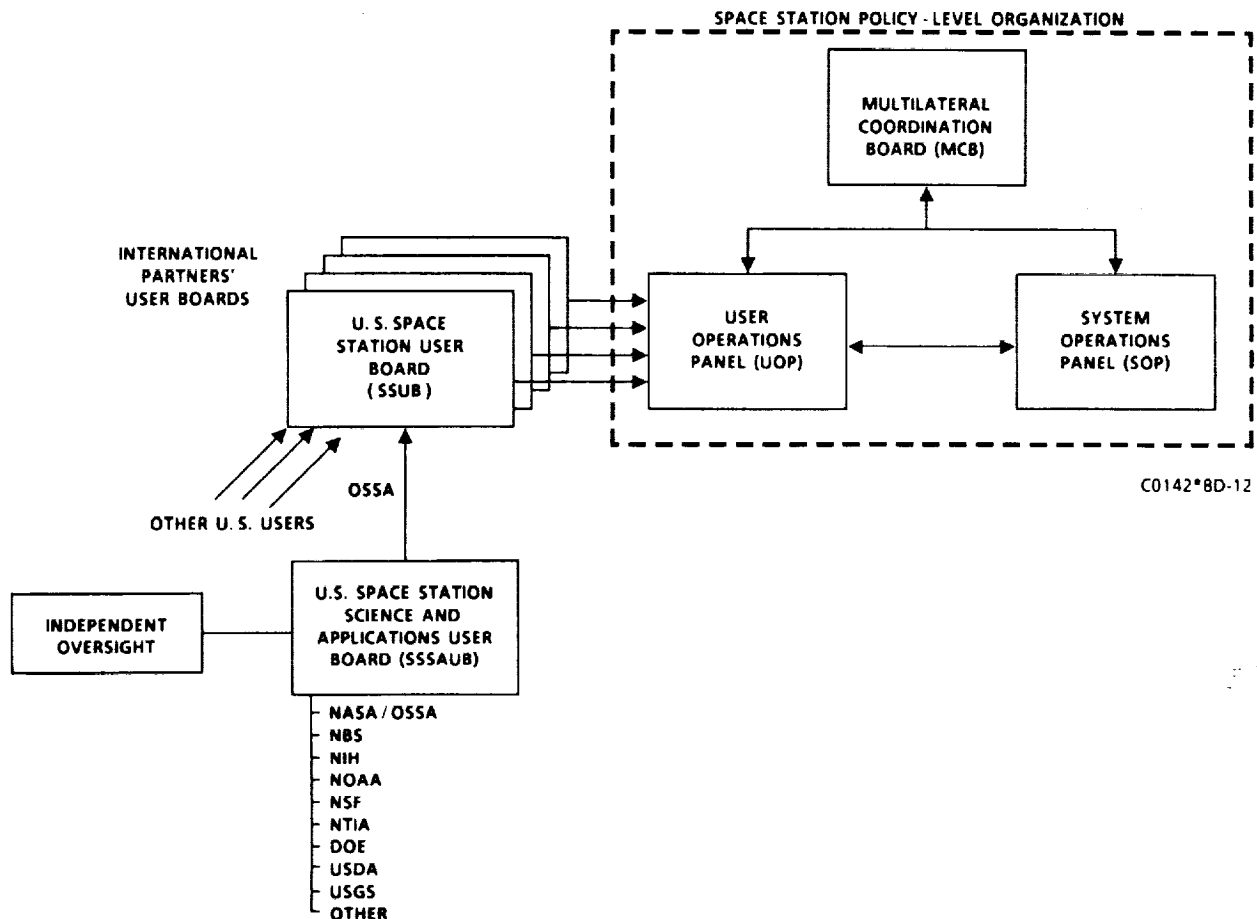 SPACE STATION POLICY - LEVEL ORGANIZATION
MULTILATERAL
COORDINATION
BOARD (MCB)
INTERNATIONAL
PARTNERS'
USER BOARDS
U. S. SPACE
STATION USER
BOARD
( SSUB )
USER
OPERATIONS
PANEL (UOP)
SYSTEM
OPERATIONS
PANEL (SOP)
C0142*BD-12
OSSA
OTHER U. S. USERS
INDEPENDENT
OVERSIGHT
U.S. SPACE STATION
SCIENCE AND
APPLICATIONS USER
BOARD (SSSAUB)
NASA / OSSA
NBS
NIH
NOAA
NSF
NTIA
DOE
USDA
USGS
OTHER